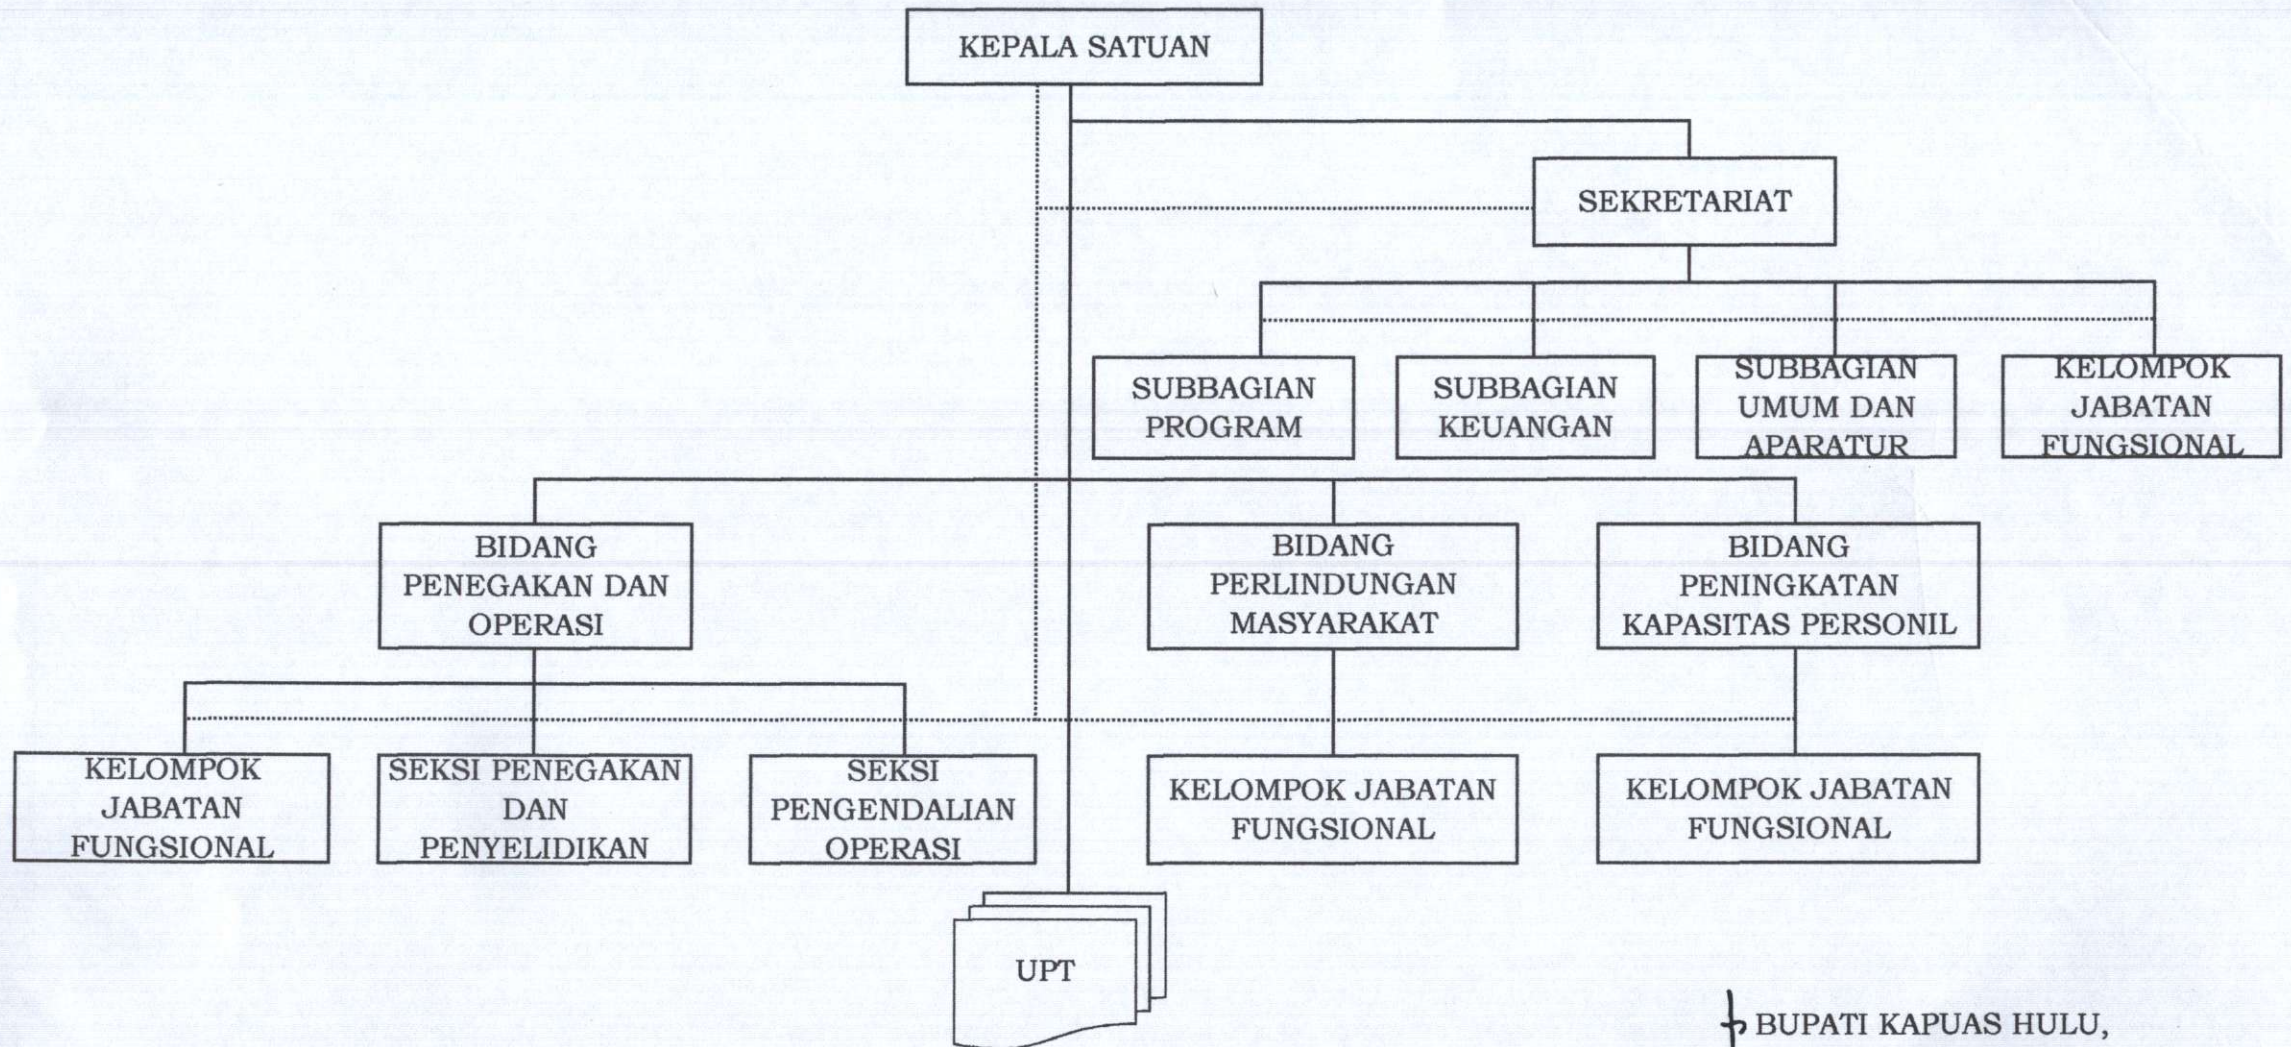 KEPALA SATUAN
SEKRETARIAT
SUBBAGIAN
PROGRAM
SUBBAGIAN
KEUANGAN
SUBBAGIAN
UMUM DAN
APARATUR
KELOMPOK
JABATAN
FUNGSIONAL
BIDANG
PENEGAKAN DAN
OPERASI
BIDANG
PERLINDUNGAN
MASYARAKAT
BIDANG
PENINGKATAN
KAPASITAS PERSONIL
KELOMPOK
JABATAN
FUNGSIONAL
SEKSI PENEGAKAN
DAN
PENYELIDIKAN
SEKSI
PENGENDALIAN
OPERASI
KELOMPOK JABATAN
FUNGSIONAL
KELOMPOK JABATAN
FUNGSIONAL
UPT
BUPATI KAPUAS HULU,